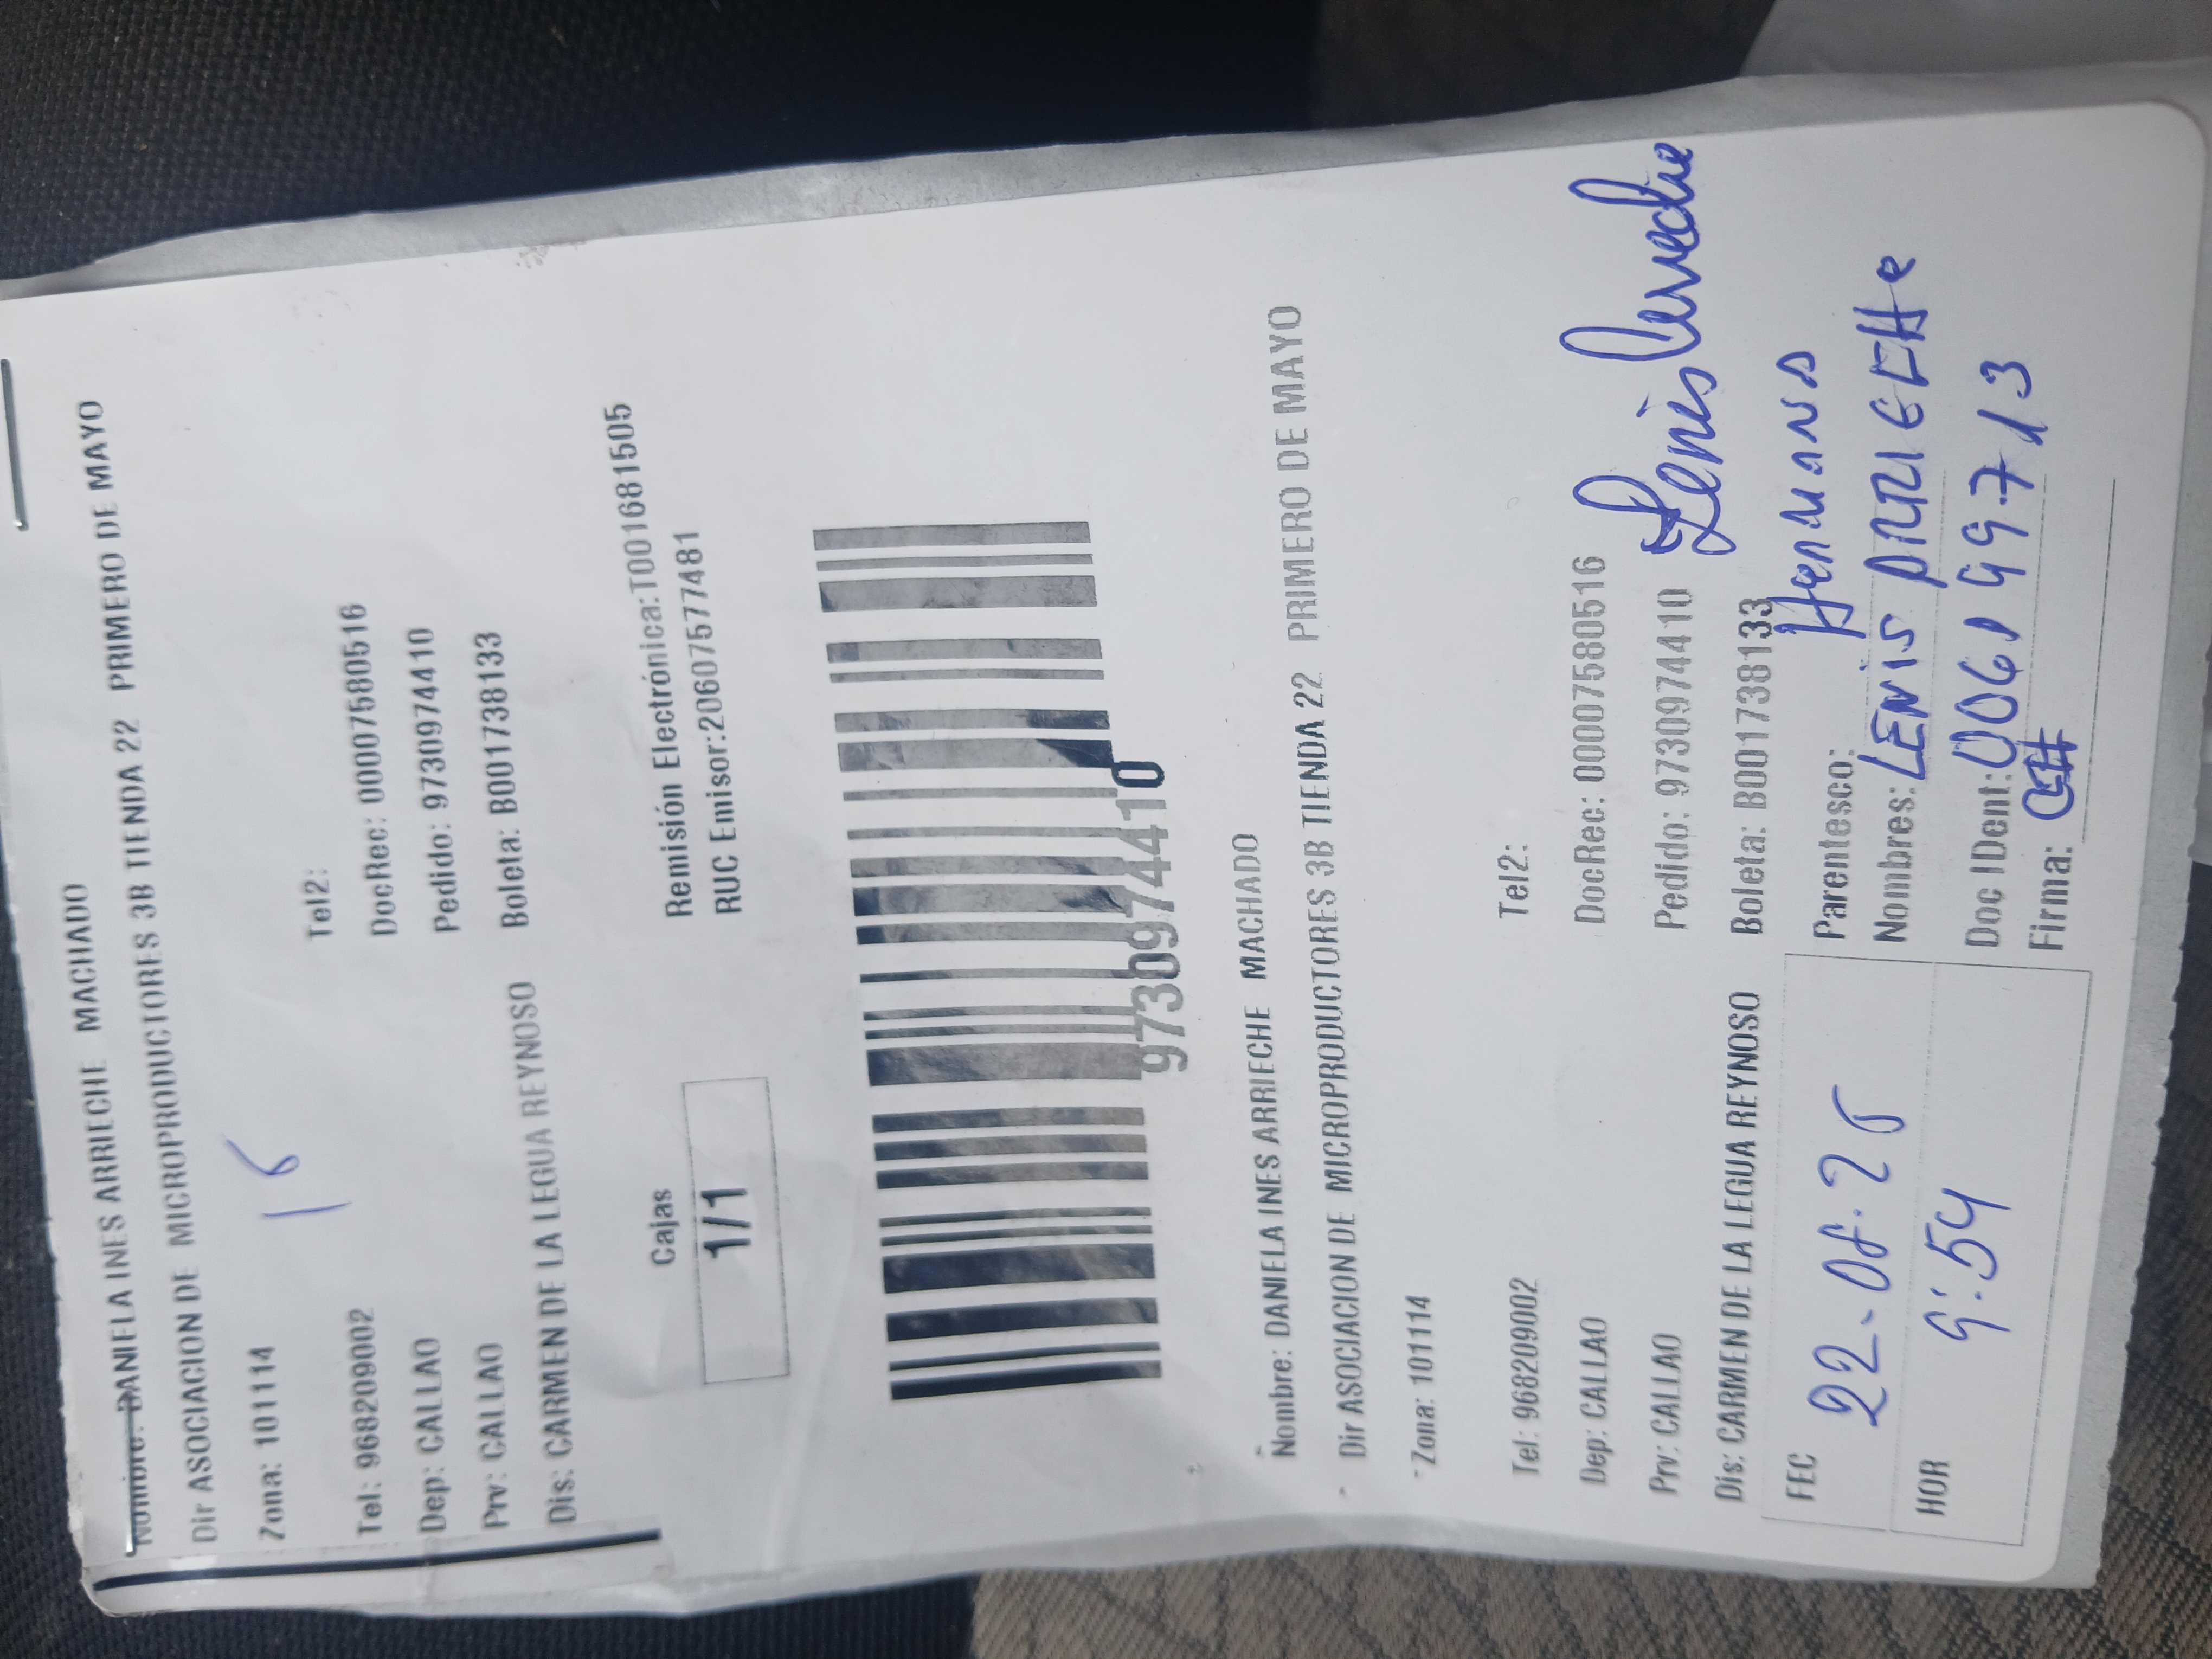 Nombre: DANIELA INES ARRIECHE MACHADO
Dir ASOCIACION DE MICROPRODUCTORES 3B TIENDA 22 PRIMERO DE MAYO
Zona: 101114
16
Tel: 968209002 Tel2:
Dep: CALLAO DocRec: 00007580516
Prv: CALLAO Pedido: 9730974410
Dis: CARMEN DE LA LEGUA REYNOSO Boleta: B001738133
Cajas Remisión Electrónica:T001681505
1/1 RUC Emisor:20607577481
97309744410
Nombre: DANIELA INES ARRIECHE MACHADO
Dir ASOCIACION DE MICROPRODUCTORES 3B TIENDA 22 PRIMERO DE MAYO
Zona: 101114
Tel: 968209002 Tel2:
Dep: CALLAO DocRec: 00007580516
Prv: CALLAO Pedido: 9730974410 Lenis
Dis: CARMEN DE LA LEGUA REYNOSO Boleta: B001738133
FEC 22-08-25 Parentesco: Hermana
Nombres: LENIS ARRIECHE
HOR 9:54 Doc IDent: 006199713
Firma: CE